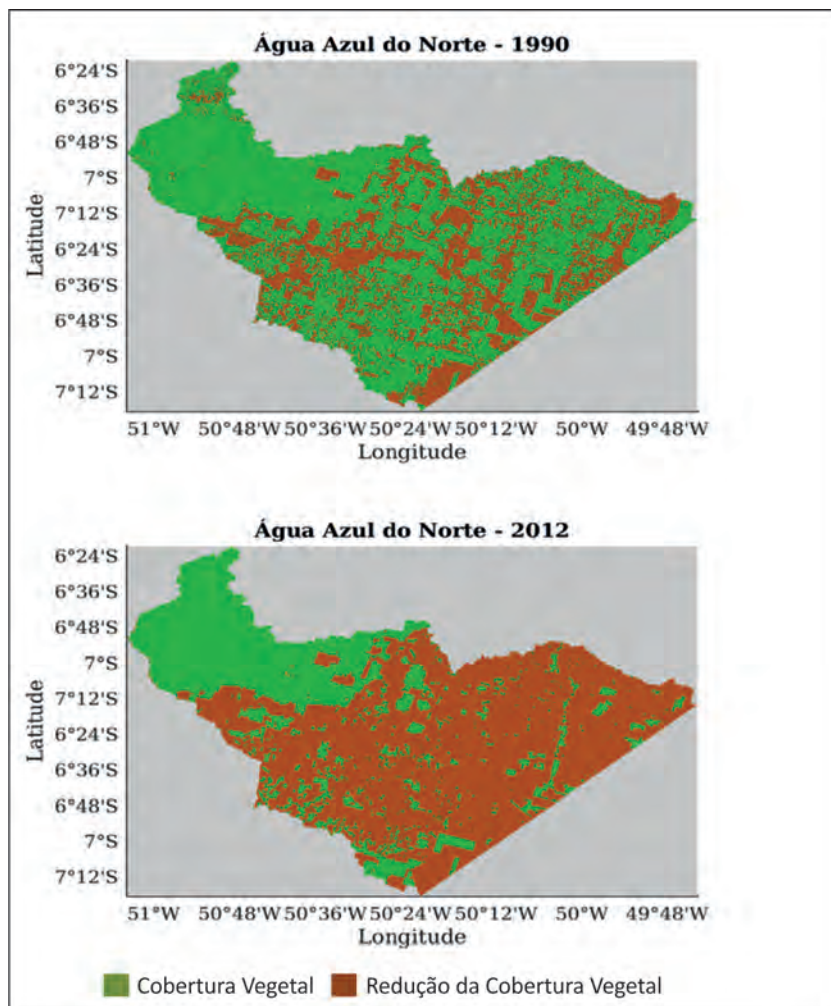 Água Azul do Norte - 1990
6°24'S
6°36'S
6°48'S
7°S
7°12'S
6°24'S
6°36'S
6°48'S
7°S
7°12'S
Latitude
51°W 50°48'W 50°36'W 50°24'W 50°12'W 50°W 49°48'W
Longitude
Água Azul do Norte - 2012
6°24'S
6°36'S
6°48'S
7°S
7°12'S
6°24'S
6°36'S
6°48'S
7°S
7°12'S
Latitude
51°W 50°48'W 50°36'W 50°24'W 50°12'W 50°W 49°48'W
Longitude
Cobertura Vegetal Redução da Cobertura Vegetal